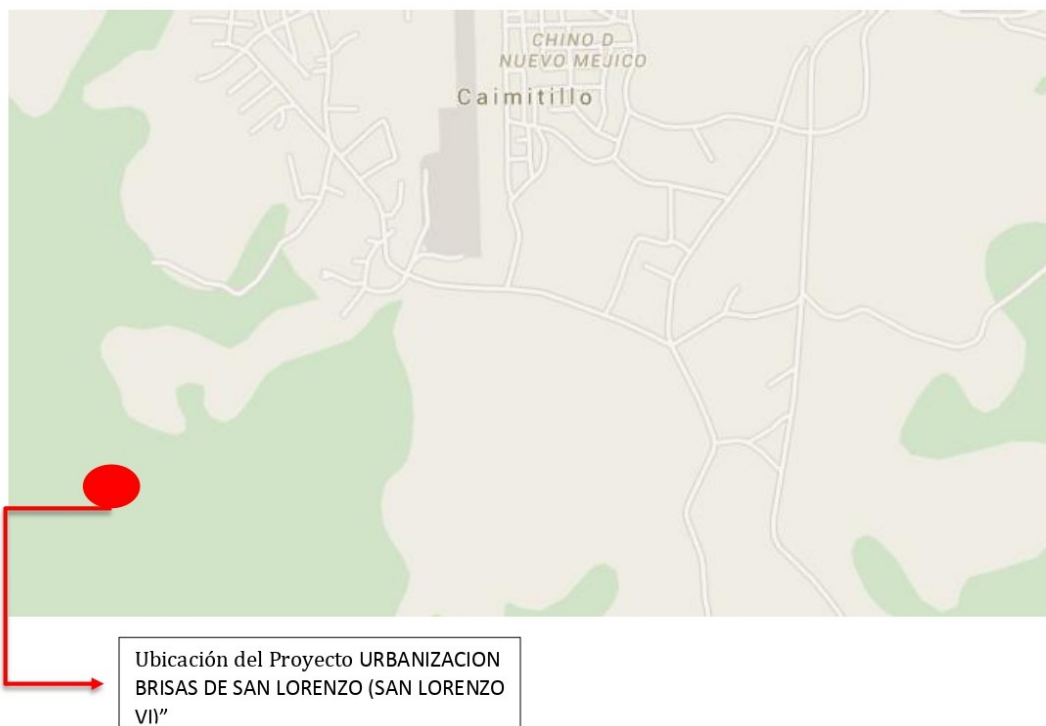 CHINO D
NUEVO MEJICO
Caimitillo
Ubicación del Proyecto URBANIZACION
BRISAS DE SAN LORENZO (SAN LORENZO
VI)”